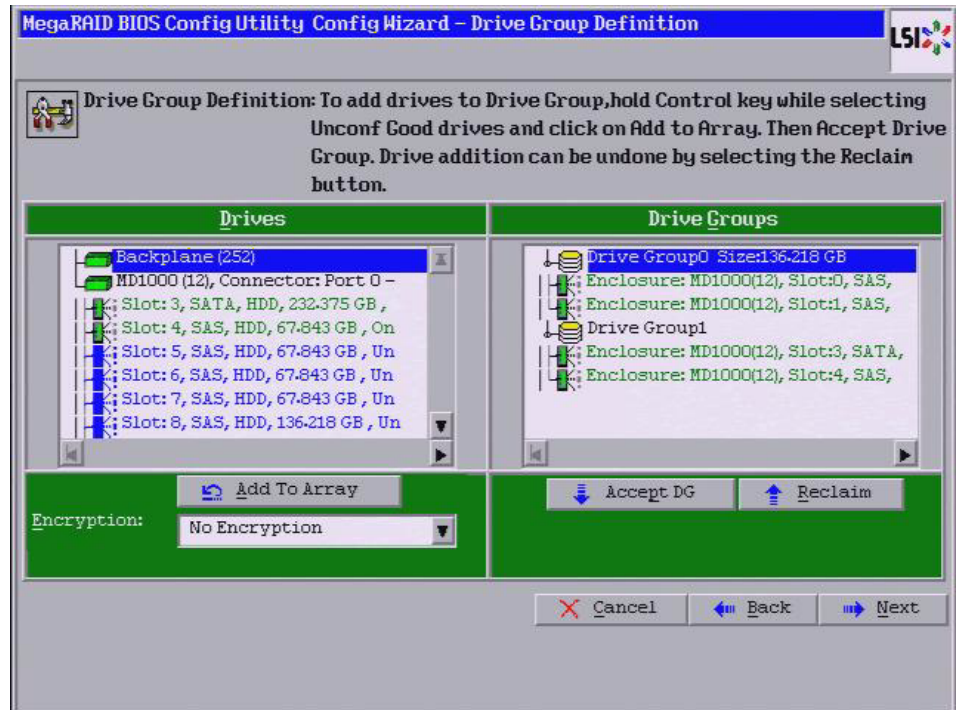 MegaRAID BIOS Config Utility Config Wizard – Drive Group Definition
LSI
Drive Group Definition: To add drives to Drive Group,hold Control key while selecting
Unconf Good drives and click on Add to Array. Then Accept Drive
Group. Drive addition can be undone by selecting the Reclaim
button.
Drives
Backplane (252)
MD1000 (12), Connector: Port 0 –
Slot: 3, SATA, HDD, 232.375 GB ,
Slot: 4, SAS, HDD, 67.843 GB , On
Slot: 5, SAS, HDD, 67.843 GB , Un
Slot: 6, SAS, HDD, 67.843 GB , Un
Slot: 7, SAS, HDD, 67.843 GB , Un
Slot: 8, SAS, HDD, 136.218 GB , Un
Add To Array
Encryption:
No Encryption
Drive Groups
Drive Group0 Size:136.218 GB
Enclosure: MD1000(12), Slot:0, SAS,
Enclosure: MD1000(12), Slot:1, SAS,
Drive Group1
Enclosure: MD1000(12), Slot:3, SATA,
Enclosure: MD1000(12), Slot:4, SAS,
Accept DG
Reclaim
Cancel
Back
Next